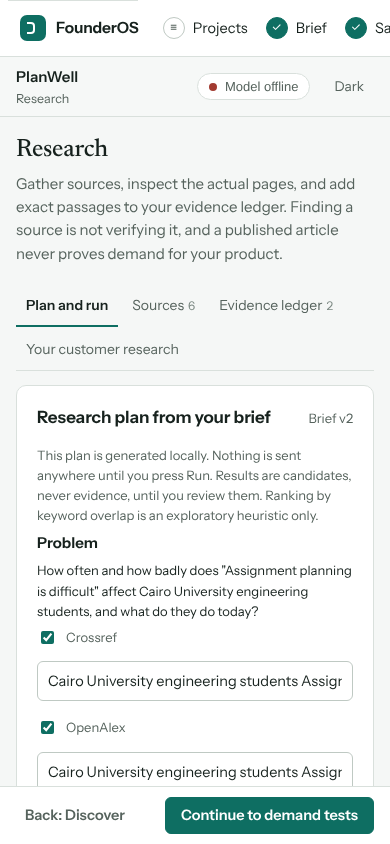 FounderOS
Projects
Brief
PlanWell
Research
Model offline
Dark
Research
Gather sources, inspect the actual pages, and add
exact passages to your evidence ledger. Finding a
source is not verifying it, and a published article
never proves demand for your product.
Plan and run
Sources 6
Evidence ledger 2
Your customer research
Research plan from your brief
Brief v2
This plan is generated locally. Nothing is sent
anywhere until you press Run. Results are candidates,
never evidence, until you review them. Ranking by
keyword overlap is an exploratory heuristic only.
Problem
How often and how badly does "Assignment planning
is difficult" affect Cairo University engineering
students, and what do they do today?
Crossref
Cairo University engineering students Assigr
OpenAlex
Cairo University engineering students Assigr
Back: Discover
Continue to demand tests